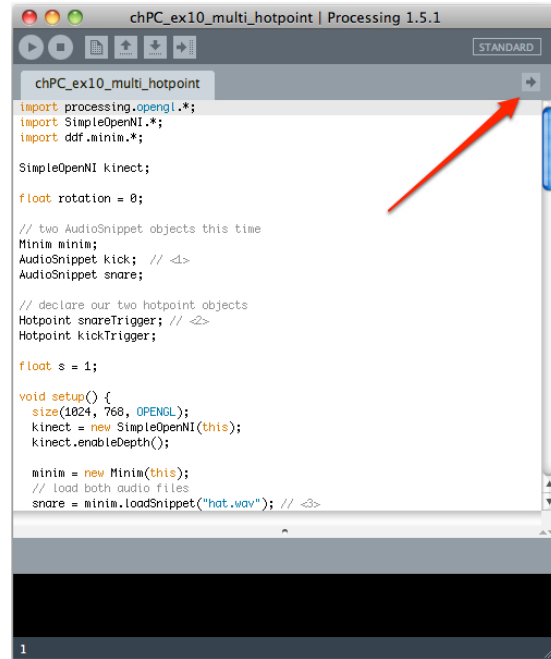 chPC_ex10_multi_hotpoint | Processing 1.5.1
STANDARD
chPC_ex10_multi_hotpoint
import processing.opengl.*;
import SimpleOpenNI.*;
import ddf.minim.*;
SimpleOpenNI kinect;
float rotation = 0;
// two AudioSnippet objects this time
Minim minim;
AudioSnippet kick; // <1>
AudioSnippet snare;
// declare our two hotpoint objects
Hotpoint snareTrigger; // <2>
Hotpoint kickTrigger;
float s = 1;
void setup() {
  size(1024, 768, OPENGL);
  kinect = new SimpleOpenNI(this);
  kinect.enableDepth();
  minim = new Minim(this);
  // load both audio files
  snare = minim.loadSnippet("hat.wav"); // <3>
1